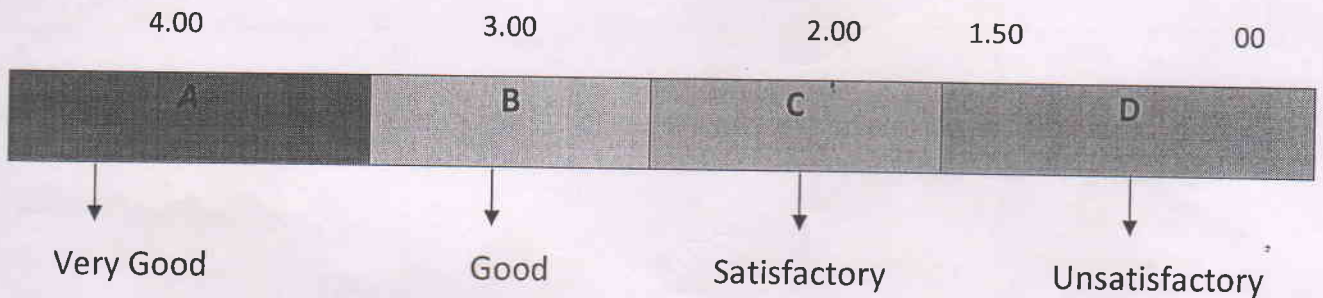 4.00 3.00 2.00 1.50 00
A B C D
Very Good Good Satisfactory Unsatisfactory